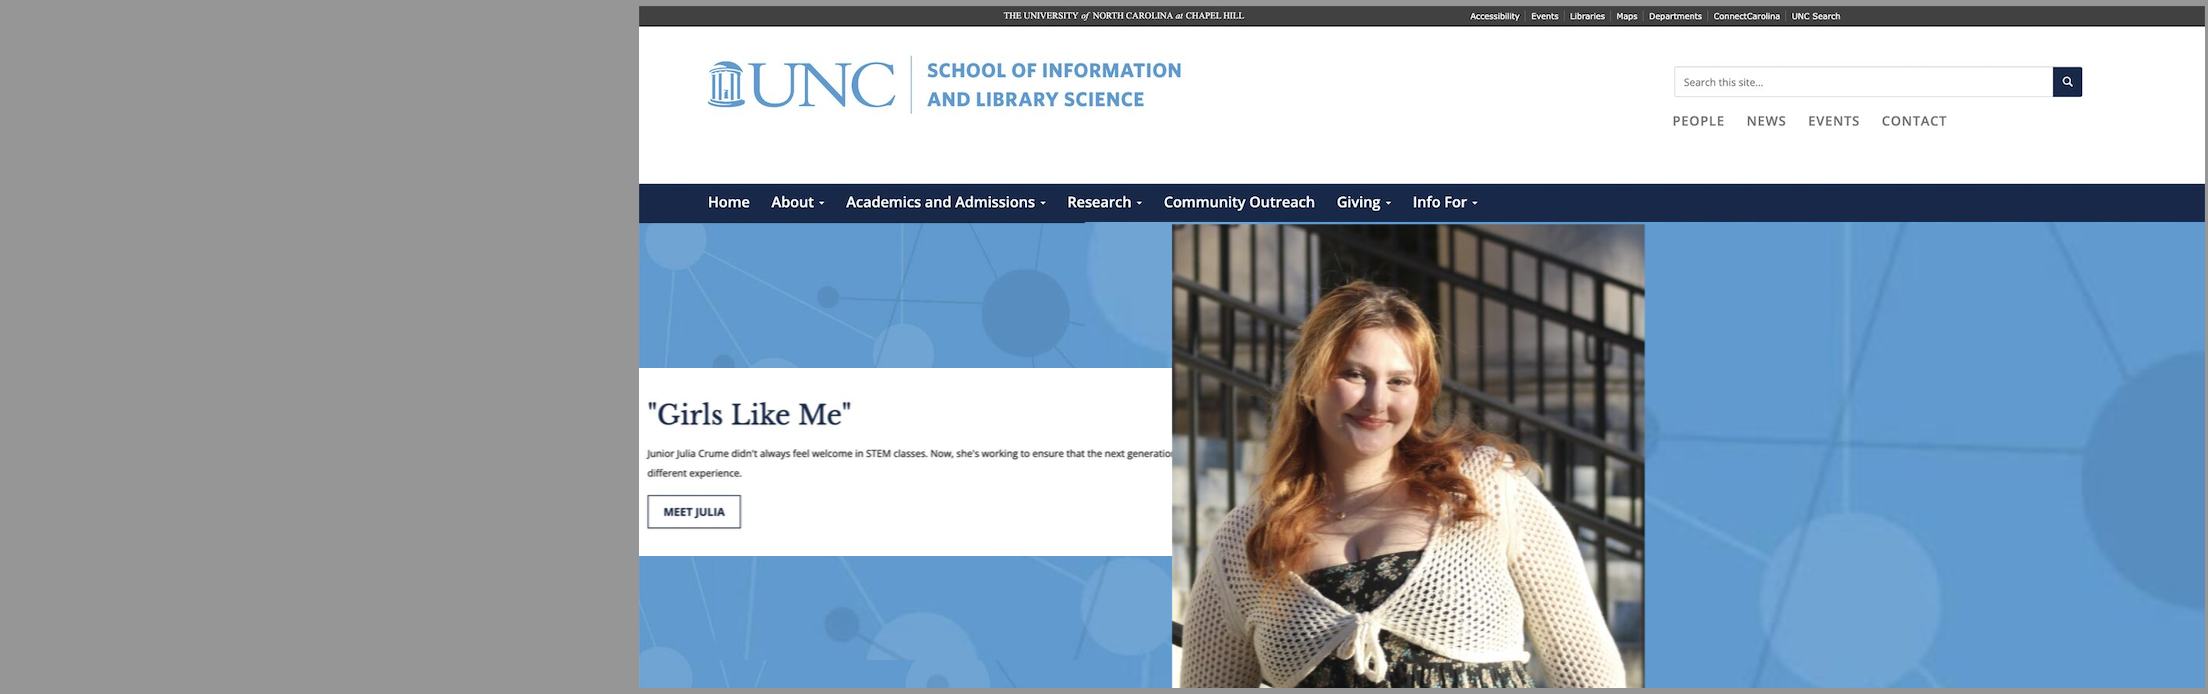 THE UNIVERSITY of NORTH CAROLINA at CHAPEL HILL
Accessibility Events Libraries Maps Departments ConnectCarolina UNC Search
UNC SCHOOL OF INFORMATION
AND LIBRARY SCIENCE
Search this site...
PEOPLE NEWS EVENTS CONTACT
Home About Academics and Admissions Research Community Outreach Giving Info For
"Girls Like Me"
Junior Julia Crume didn't always feel welcome in STEM classes. Now, she's working to ensure that the next generatio
different experience.
MEET JULIA